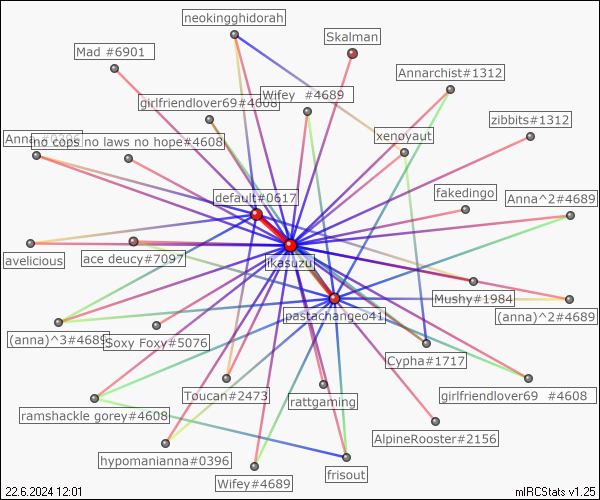 neokingghidorah
Skalman
Mad #6901
Annarchist#1312
girlfriendlover69#4608
Wifey #4689
zibbits#1312
Anna
no cops no laws no hope#4608
xenoyaut
default#0617
fakedingo
Anna^2#4689
avelicious
ace deucy#7097
ikasuzu
Mushy#1984
(anna)^2#4689
pastachangeo41
(anna)^3#4689
Soxy Foxy#5076
Cypha#1717
Toucan#2473
rattgaming
girlfriendlover69 #4608
ramshackle gorey#4608
AlpineRooster#2156
hypomanianna#0396
Wifey#4689
frisout
22.6.2024 12:01
mIRCStats v1.25